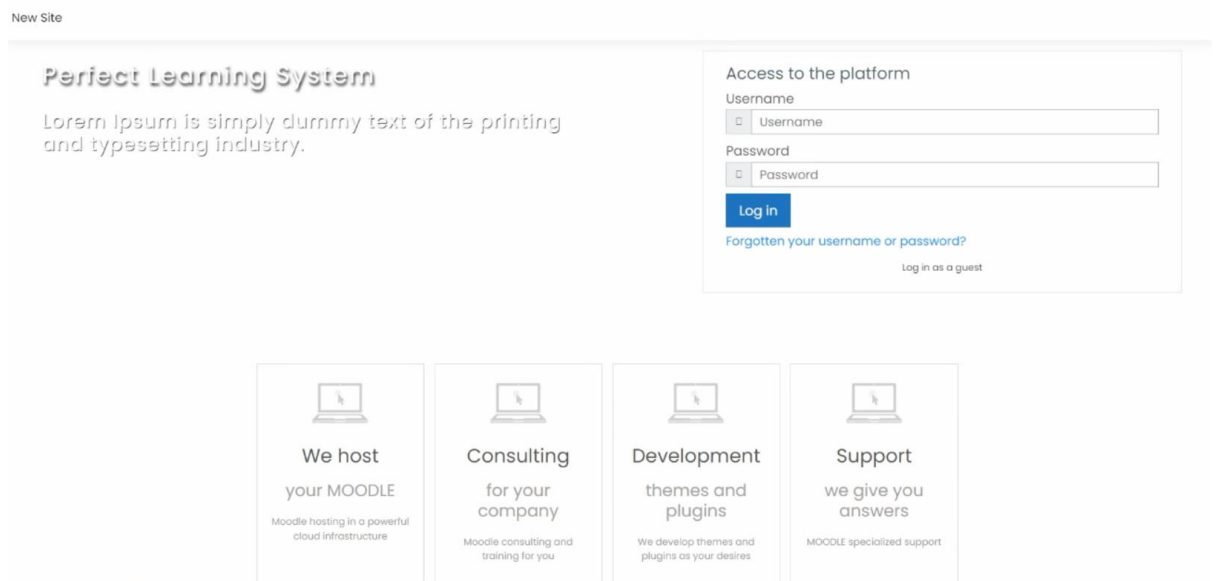 New Site
Perfect Learning System
Lorem Ipsum is simply dummy text of the printing
and typesetting industry.
Access to the platform
Username
Username
Password
Password
Log in
Forgotten your username or password?
Log in as a guest
We host
your MOODLE
Moodle hosting in a powerful
cloud infrastructure
Consulting
for your
company
Moodle consulting and
training for you
Development
themes and
plugins
We develop themes and
plugins as your desires
Support
we give you
answers
MOODLE specialized support